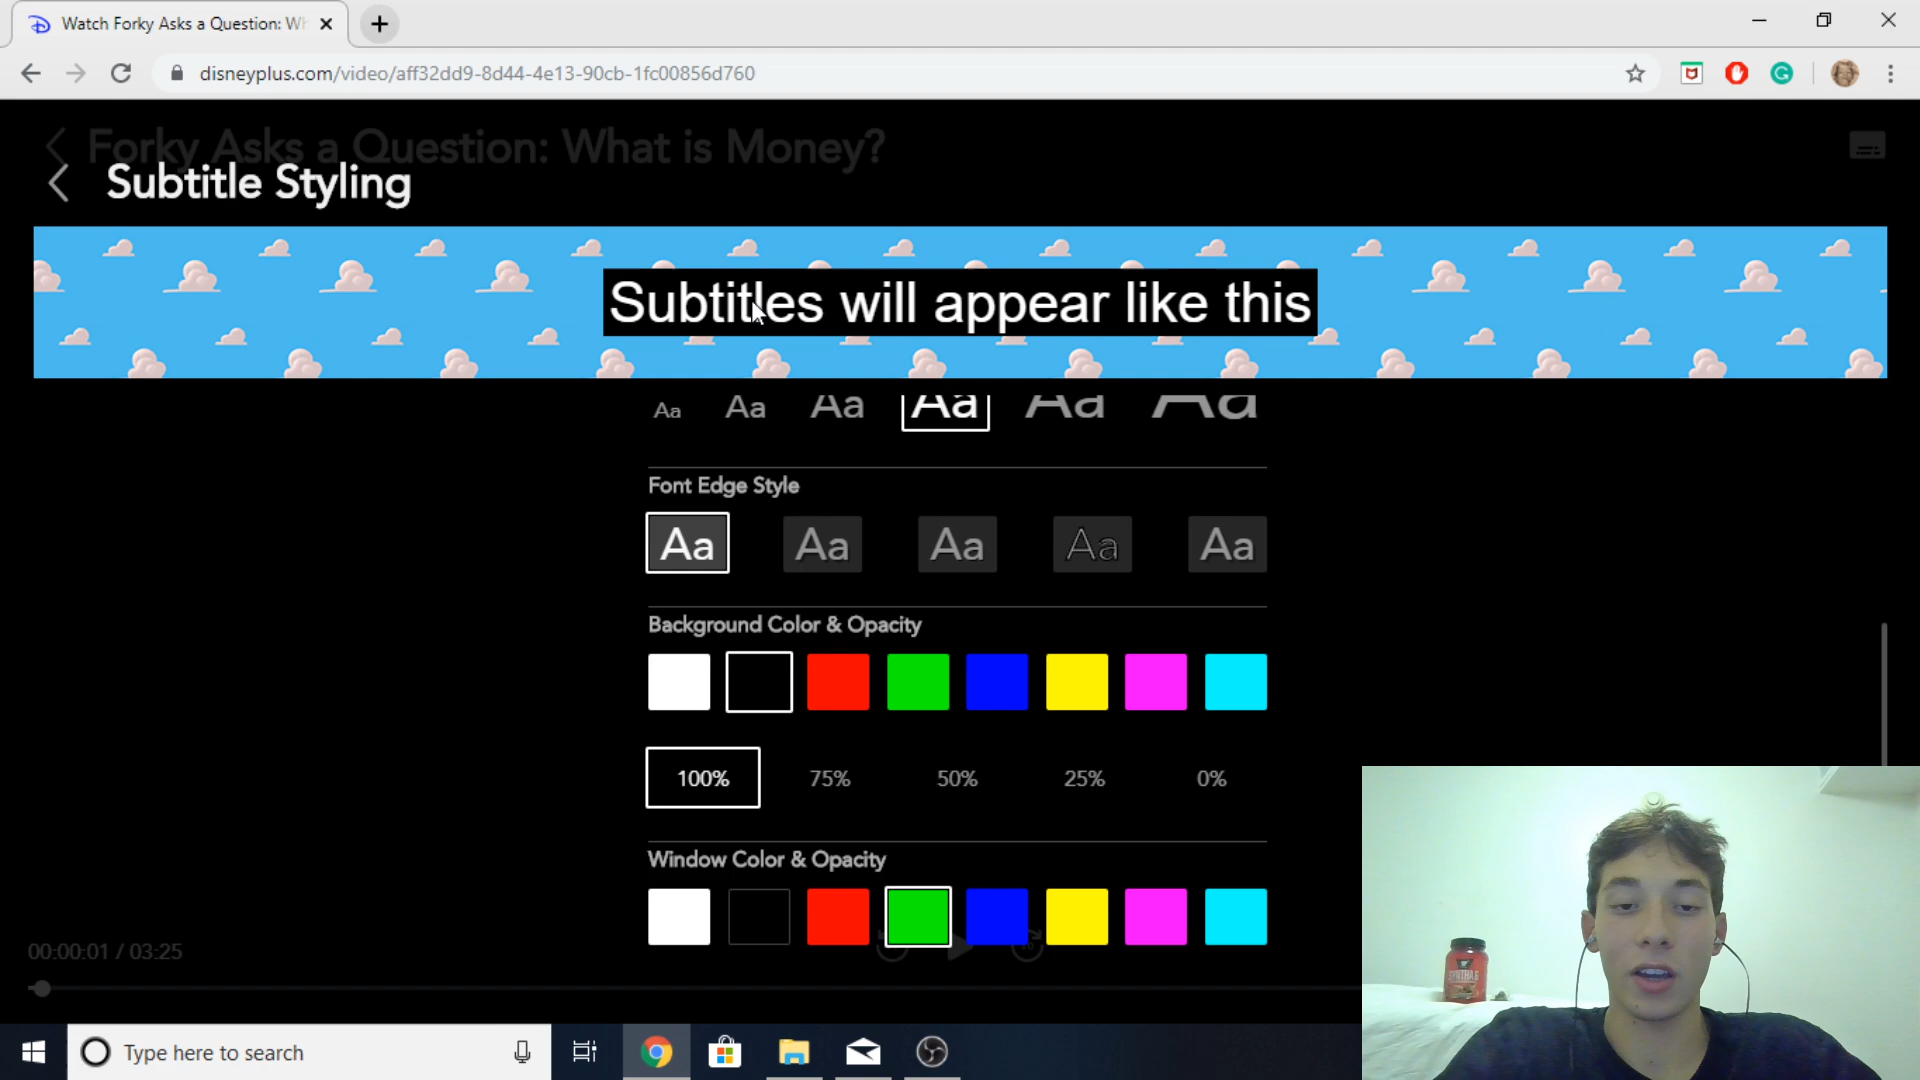 Watch Forky Asks a Question: Wh
disneyplus.com/video/aff32dd9-8d44-4e13-90cb-1fc00856d760
Forky Asks a Question: What is Money?
Subtitle Styling
Subtitles will appear like this
Aa Aa Aa Aa Aa Aa
Font Edge Style
Aa Aa Aa Aa Aa
Background Color & Opacity
100% 75% 50% 25% 0%
Window Color & Opacity
00:00:01 / 03:25
SYNTHA6
Type here to search